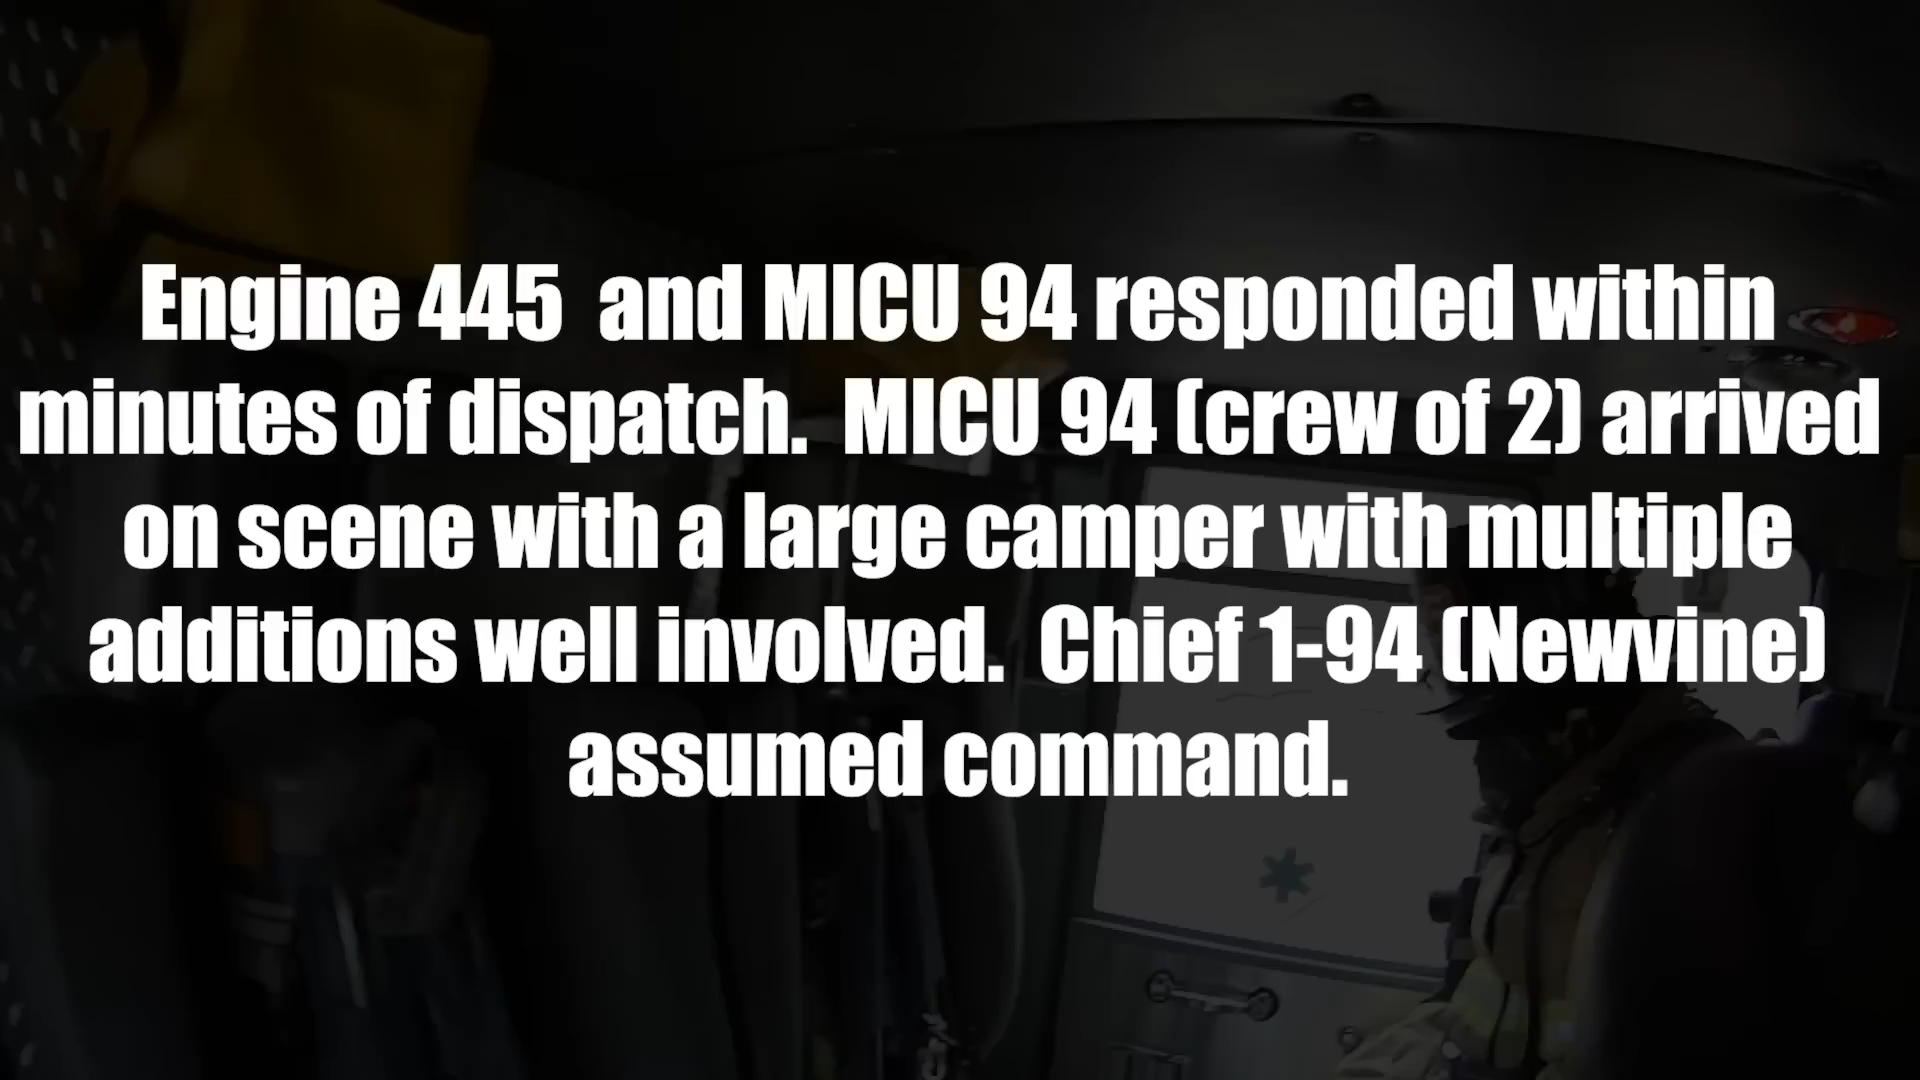 Engine 445  and MICU 94 responded within
minutes of dispatch.  MICU 94 (crew of 2) arrived
on scene with a large camper with multiple
additions well involved.  Chief 1-94 (Newvine)
assumed command.